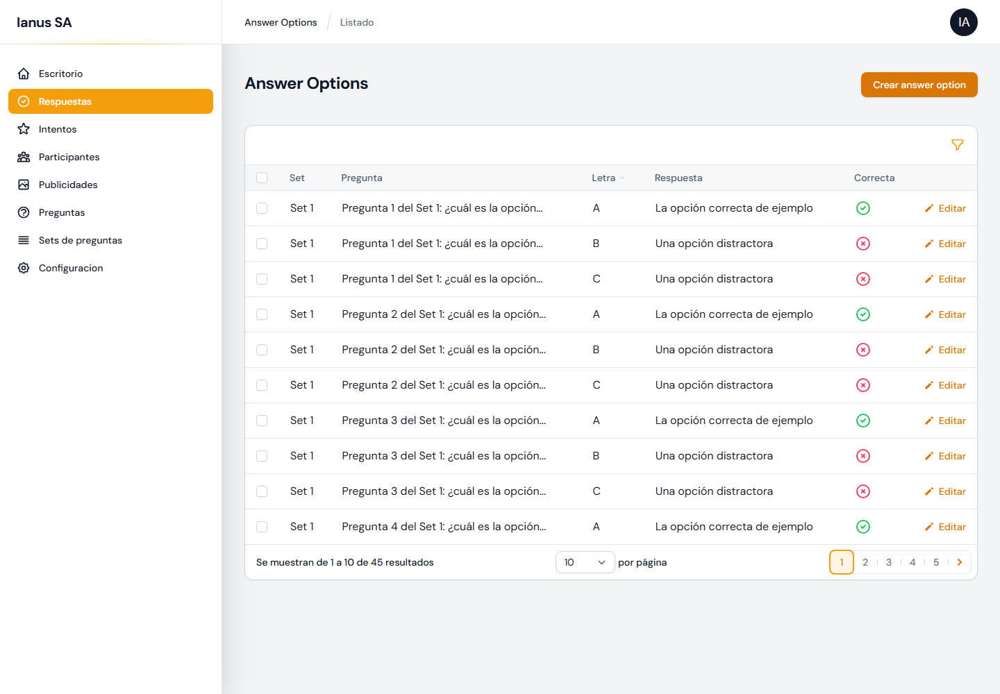 Ianus SA
Answer Options / Listado
IA
Escritorio
Respuestas
Intentos
Participantes
Publicidades
Preguntas
Sets de preguntas
Configuracion
Answer Options
Crear answer option
Set Pregunta Letra Respuesta Correcta
Set 1 Pregunta 1 del Set 1: ¿cuál es la opción... A La opción correcta de ejemplo Editar
Set 1 Pregunta 1 del Set 1: ¿cuál es la opción... B Una opción distractora Editar
Set 1 Pregunta 1 del Set 1: ¿cuál es la opción... C Una opción distractora Editar
Set 1 Pregunta 2 del Set 1: ¿cuál es la opción... A La opción correcta de ejemplo Editar
Set 1 Pregunta 2 del Set 1: ¿cuál es la opción... B Una opción distractora Editar
Set 1 Pregunta 2 del Set 1: ¿cuál es la opción... C Una opción distractora Editar
Set 1 Pregunta 3 del Set 1: ¿cuál es la opción... A La opción correcta de ejemplo Editar
Set 1 Pregunta 3 del Set 1: ¿cuál es la opción... B Una opción distractora Editar
Set 1 Pregunta 3 del Set 1: ¿cuál es la opción... C Una opción distractora Editar
Set 1 Pregunta 4 del Set 1: ¿cuál es la opción... A La opción correcta de ejemplo Editar
Se muestran de 1 a 10 de 45 resultados 10 por página 1 2 3 4 5